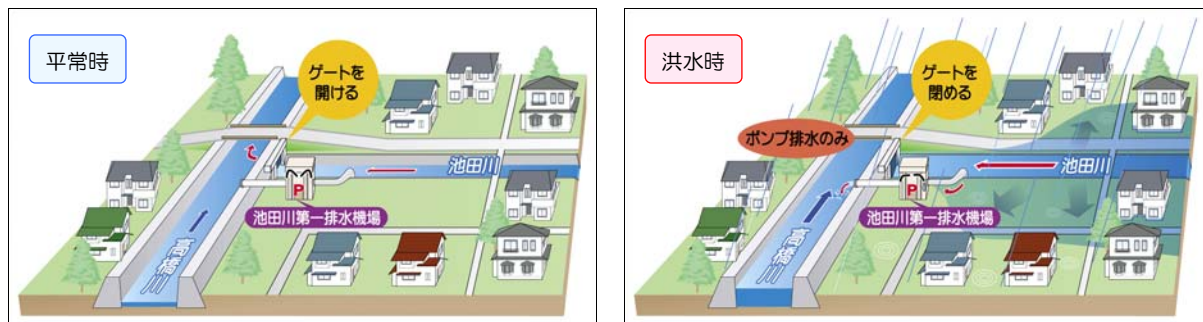 平常時
ゲートを
開ける
池田川
P
池田川第一排水機場
高橋川
洪水時
ゲートを
閉める
ポンプ排水のみ
池田川
P
池田川第一排水機場
高橋川